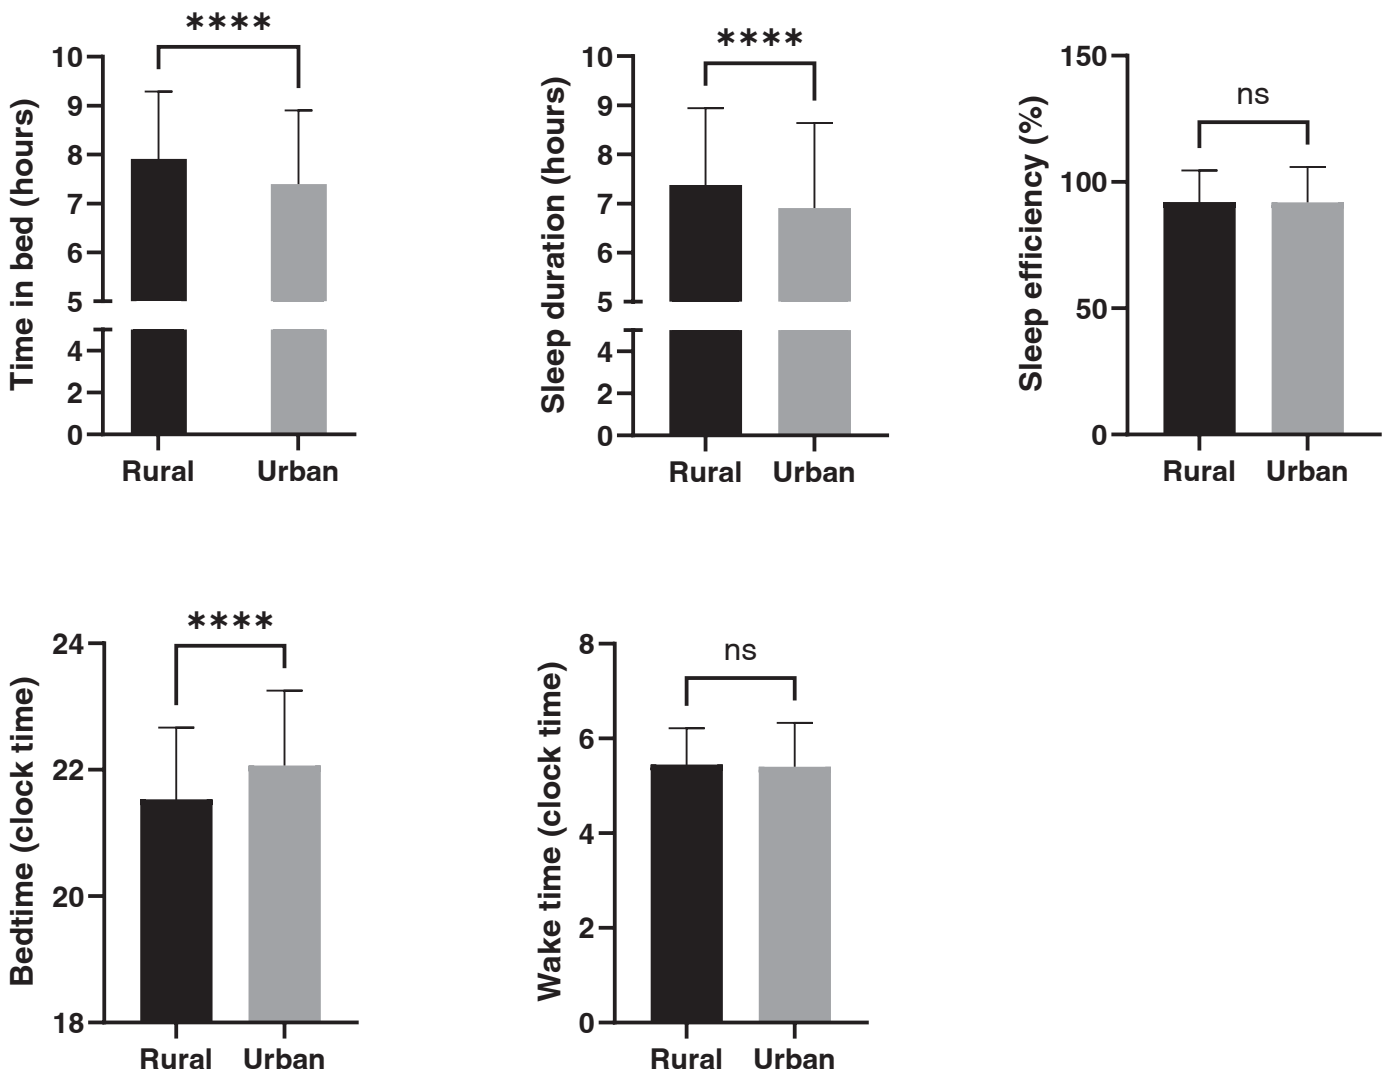 ****
Time in bed (hours)
10
9
8
7
6
5
4
2
0
Rural Urban
****
Sleep duration (hours)
10
9
8
7
6
5
4
2
0
Rural Urban
ns
Sleep efficiency (%)
150
100
50
0
Rural Urban
****
Bedtime (clock time)
24
22
20
18
Rural Urban
ns
Wake time (clock time)
8
6
4
2
0
Rural Urban